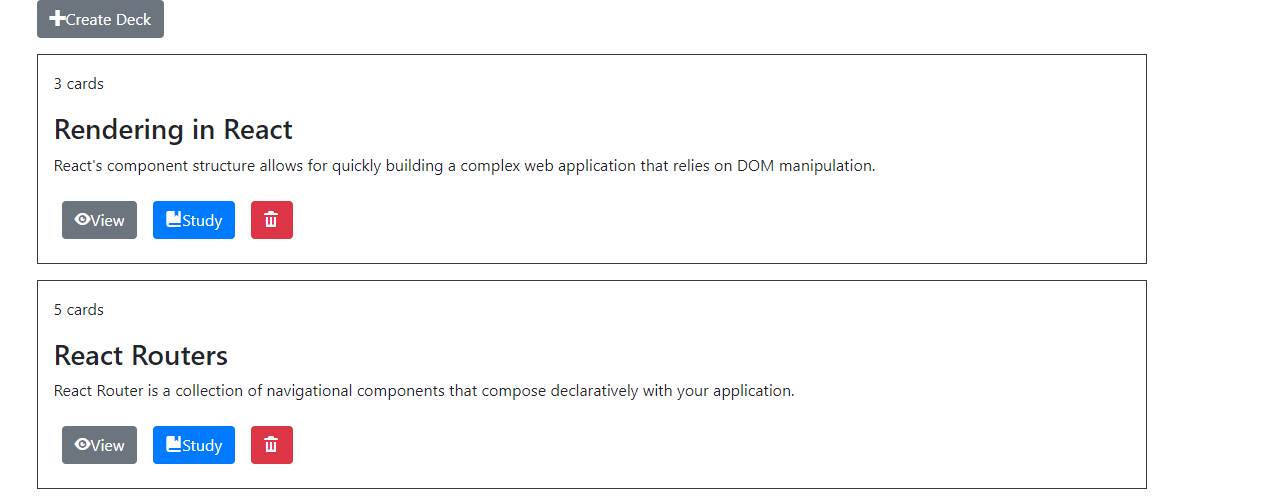 Create Deck
3 cards
Rendering in React
React's component structure allows for quickly building a complex web application that relies on DOM manipulation.
View Study
5 cards
React Routers
React Router is a collection of navigational components that compose declaratively with your application.
View Study